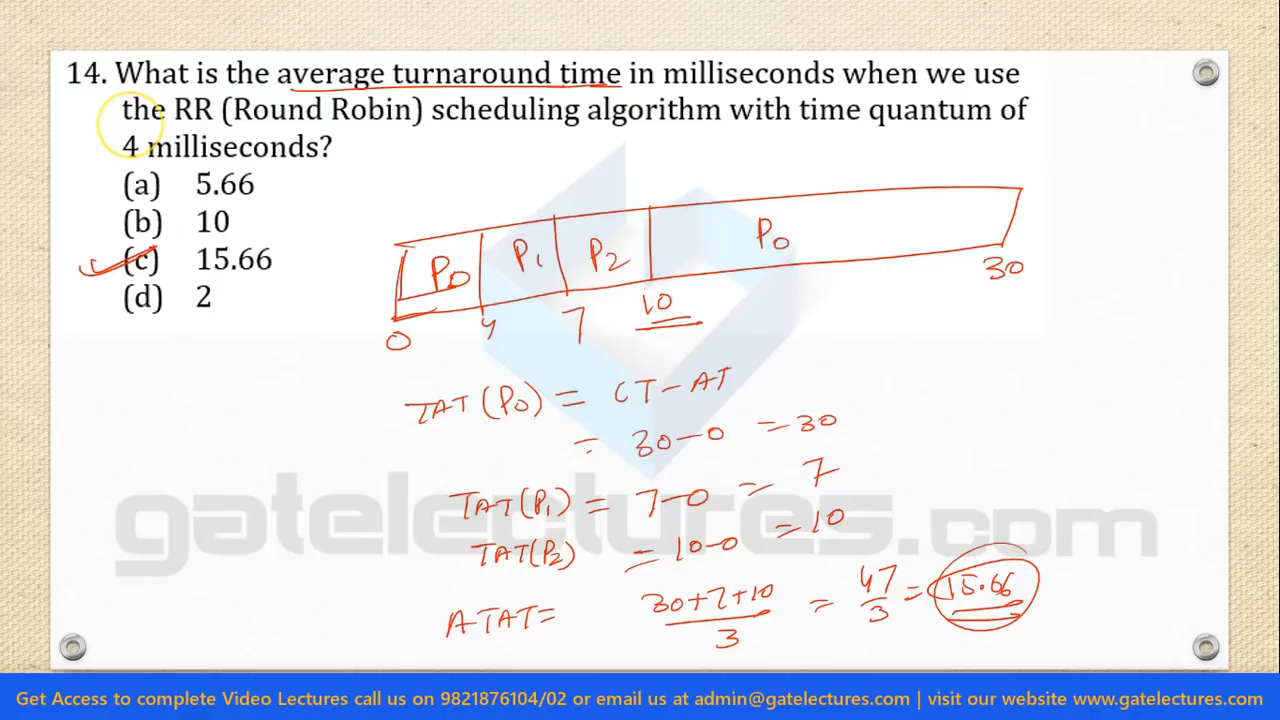 14. What is the average turnaround time in milliseconds when we use
the RR (Round Robin) scheduling algorithm with time quantum of
4 milliseconds?
(a) 5.66
(b) 10
(c) 15.66
(d) 2
P0 P1 P2 P0
0 4 7 10 30
TAT(P0) = CT-AT
= 30-0 = 30
TAT(P1) = 7-0 = 7
TAT(P2) = 10-0 = 10
ATAT= 30+7+10/3 = 47/3 = 15.66
gatelectures.com
Get Access to complete Video Lectures call us on 9821876104/02 or email us at admin@gatelectures.com | visit our website www.gatelectures.com